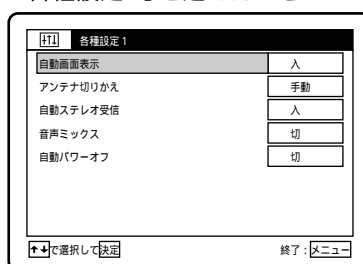 各種設定1
自動画面表示 入
アンテナ切りかえ 手動
自動ステレオ受信 入
音声ミックス 切
自動パワーオフ 切
↑↓で選択して決定 終了:メニュー